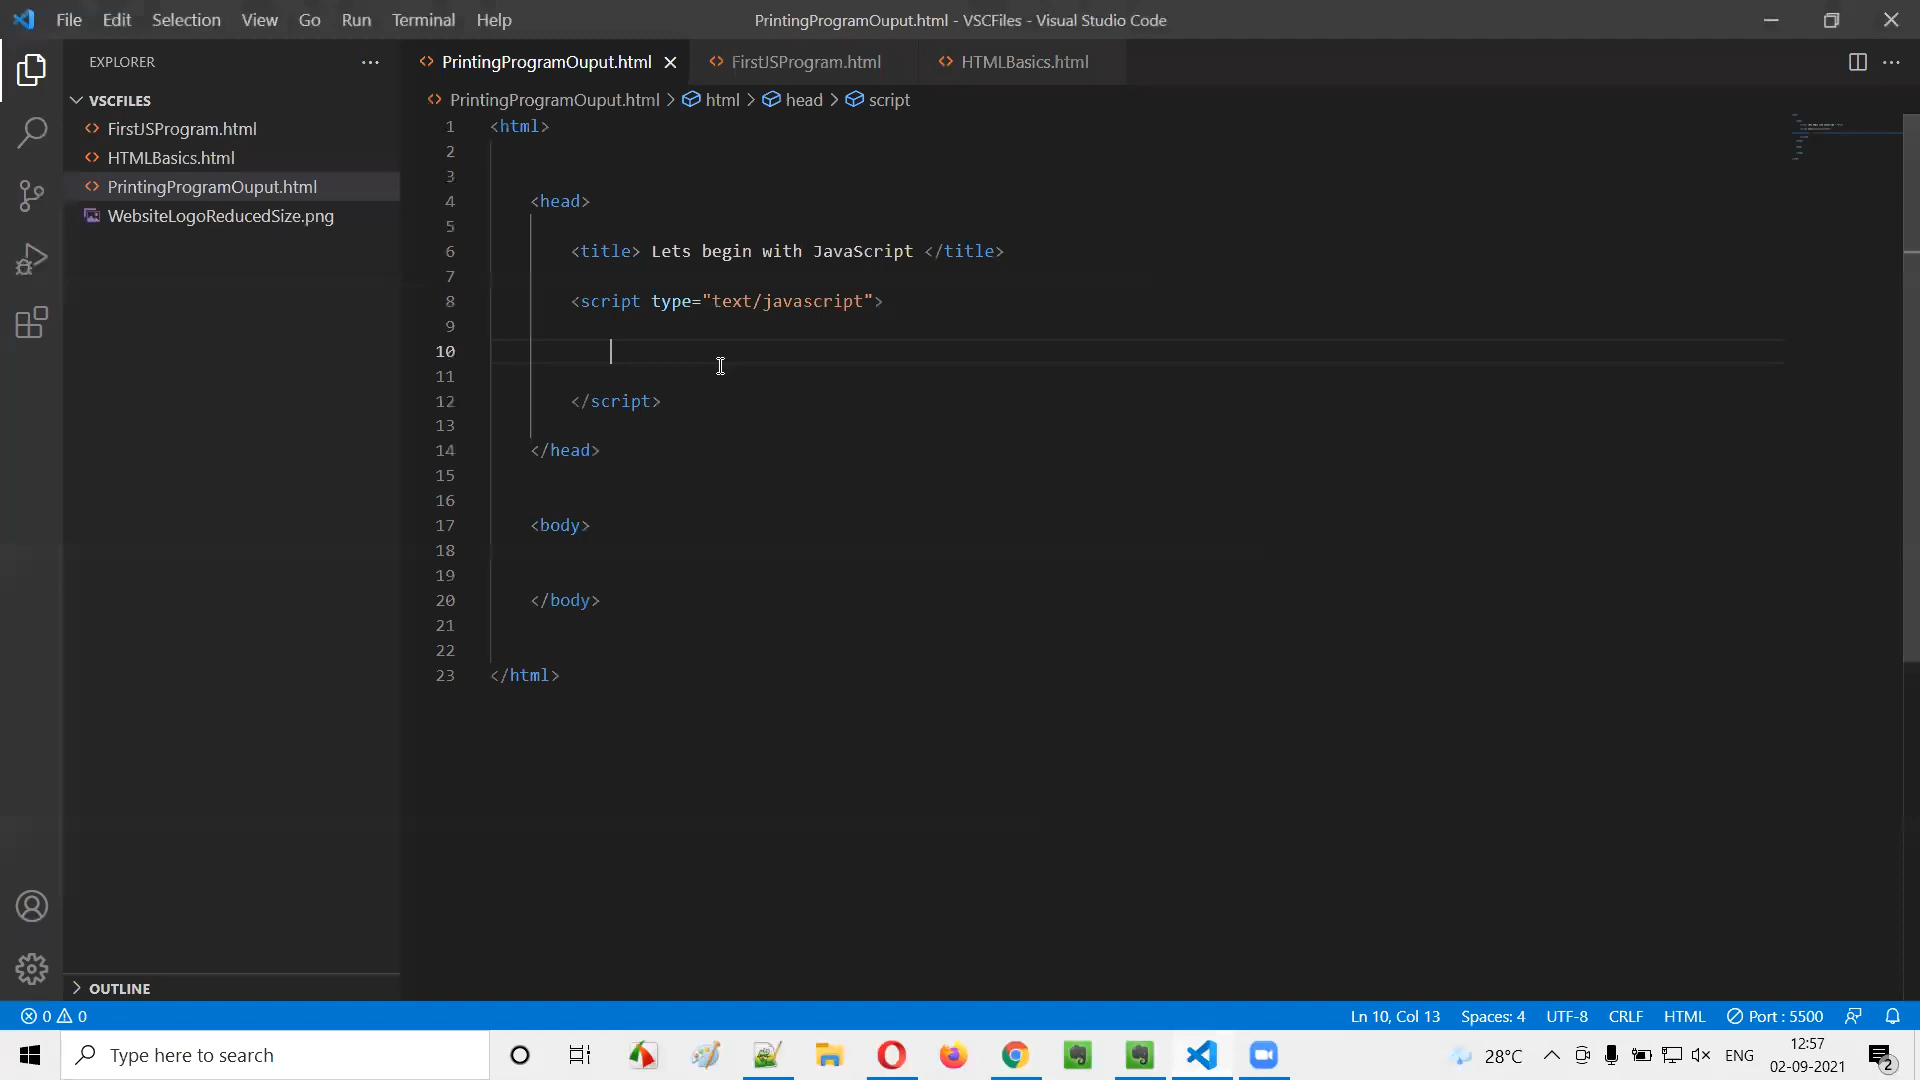 File Edit Selection View Go Run Terminal Help PrintingProgramOuput.html - VSCFiles - Visual Studio Code
EXPLORER
PrintingProgramOuput.html FirstJSProgram.html HTMLBasics.html
VSCFILES
PrintingProgramOuput.html > html > head > script
FirstJSProgram.html
HTMLBasics.html
PrintingProgramOuput.html
WebsiteLogoReducedSize.png
1 <html>
2
3
4 <head>
5
6 <title> Lets begin with JavaScript </title>
7
8 <script type="text/javascript">
9
10
11
12 </script>
13
14 </head>
15
16
17 <body>
18
19
20 </body>
21
22
23 </html>
OUTLINE
0 0 Ln 10, Col 13 Spaces: 4 UTF-8 CRLF HTML Port : 5500
Type here to search 28°C ENG 12:57
02-09-2021 2